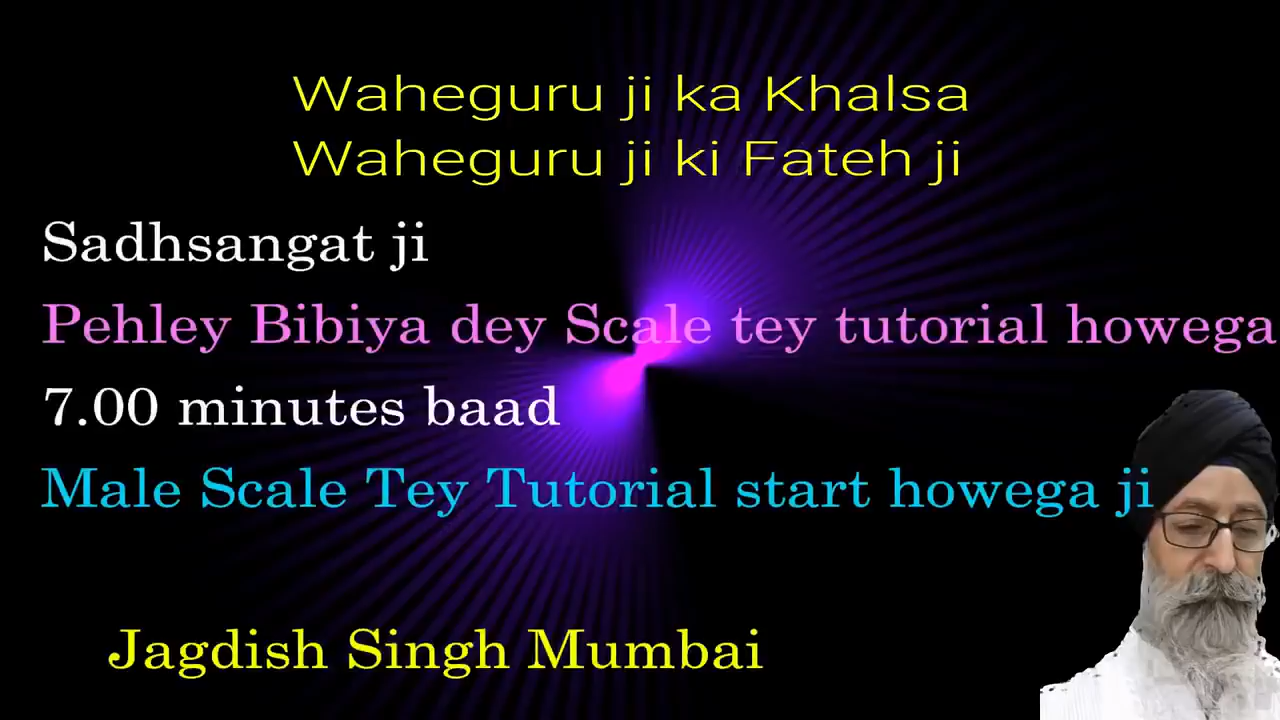 Waheguru ji ka Khalsa
Waheguru ji ki Fateh ji
Sadhsangat ji
Pehley Bibiya dey Scale tey tutorial howega
7.00 minutes baad
Male Scale Tey Tutorial start howega ji
Jagdish Singh Mumbai